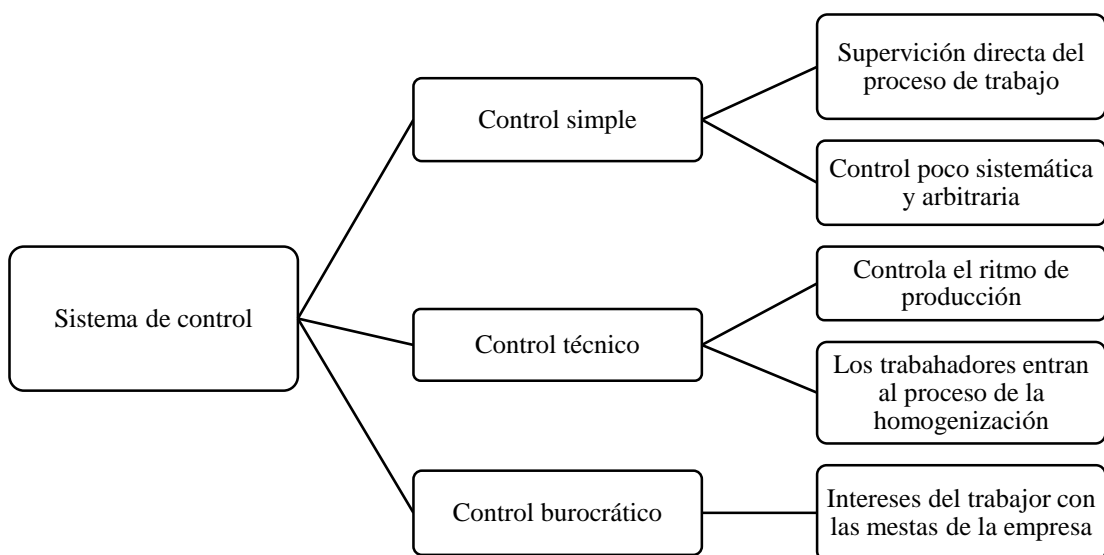 Sistema de control
Control simple
Supervición directa del
proceso de trabajo
Control poco sistemática
y arbitraria
Control técnico
Controla el ritmo de
producción
Los trabahadores entran
al proceso de la
homogenización
Control burocrático
Intereses del trabajor con
las mestas de la empresa